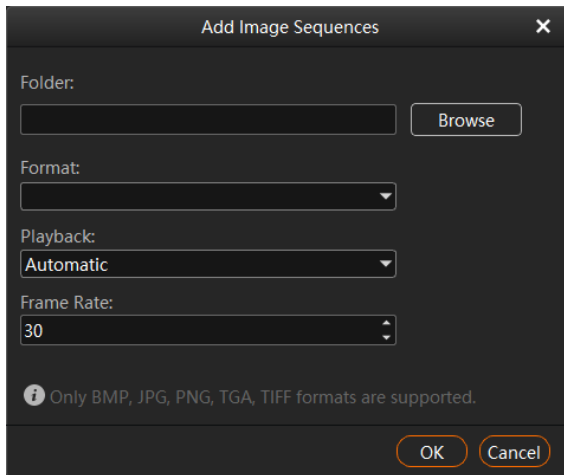 Add Image Sequences
Folder:
Browse
Format:
Playback:
Automatic
Frame Rate:
30
Only BMP, JPG, PNG, TGA, TIFF formats are supported.
OK Cancel